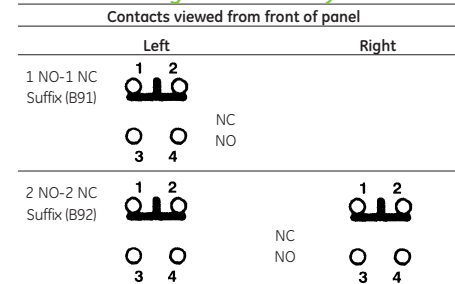 Contacts viewed from front of panel
Left Right
1 NO-1 NC
Suffix (B91)
1 2
NC
NO
3 4
2 NO-2 NC
Suffix (B92)
1 2 1 2
NC
NO
3 4 3 4